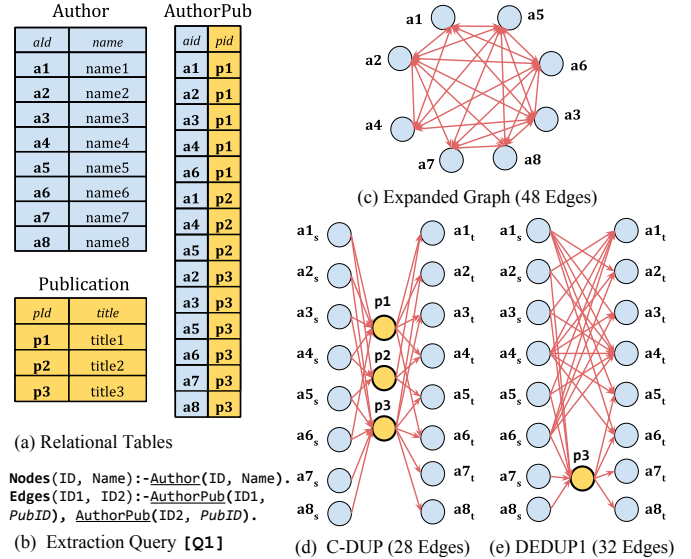 Author
aId name
a1 name1
a2 name2
a3 name3
a4 name4
a5 name5
a6 name6
a7 name7
a8 name8
Publication
pId title
p1 title1
p2 title2
p3 title3
(a) Relational Tables
AuthorPub
aid pid
a1 p1
a2 p1
a3 p1
a4 p1
a6 p1
a1 p2
a4 p2
a5 p2
a2 p3
a3 p3
a5 p3
a6 p3
a7 p3
a8 p3
Nodes(ID, Name):-Author(ID, Name).
Edges(ID1, ID2):-AuthorPub(ID1,
PubID), AuthorPub(ID2, PubID).
(b) Extraction Query [Q1]
a1 a5
a2 a6
a4 a3
a7 a8
(c) Expanded Graph (48 Edges)
a1s a1t
a2s a2t
p1
a3s a3t
p2
a4s a4t
p3
a5s a5t
a6s a6t
a7s a7t
a8s a8t
(d) C-DUP (28 Edges)
a1s a1t
a2s a2t
a3s a3t
a4s a4t
a5s a5t
a6s a6t
p3
a7s a7t
a8s a8t
(e) DEDUP1 (32 Edges)